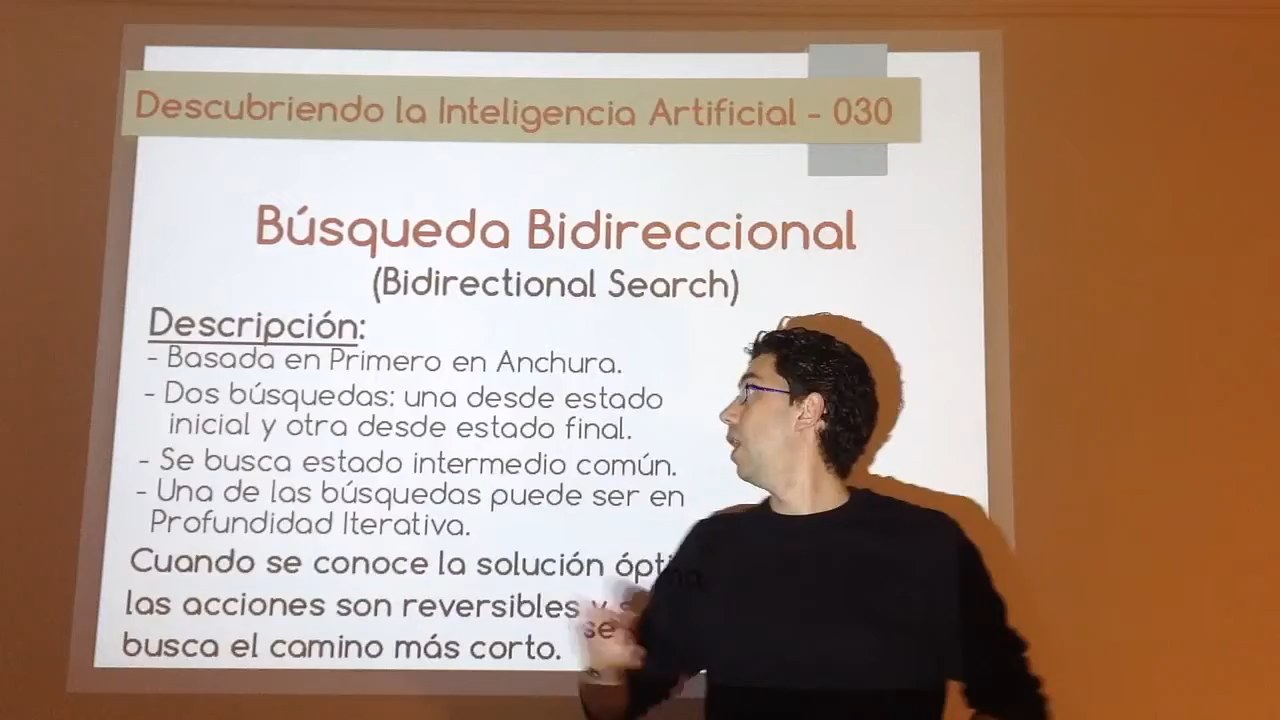 Descubriendo la Inteligencia Artificial - 030
Búsqueda Bidireccional
(Bidirectional Search)
Descripción:
- Basada en Primero en Anchura.
- Dos búsquedas: una desde estado
inicial y otra desde estado final.
- Se busca estado intermedio común.
- Una de las búsquedas puede ser en
Profundidad Iterativa.
Cuando se conoce la solución óptima
las acciones son reversibles y se
busca el camino más corto.